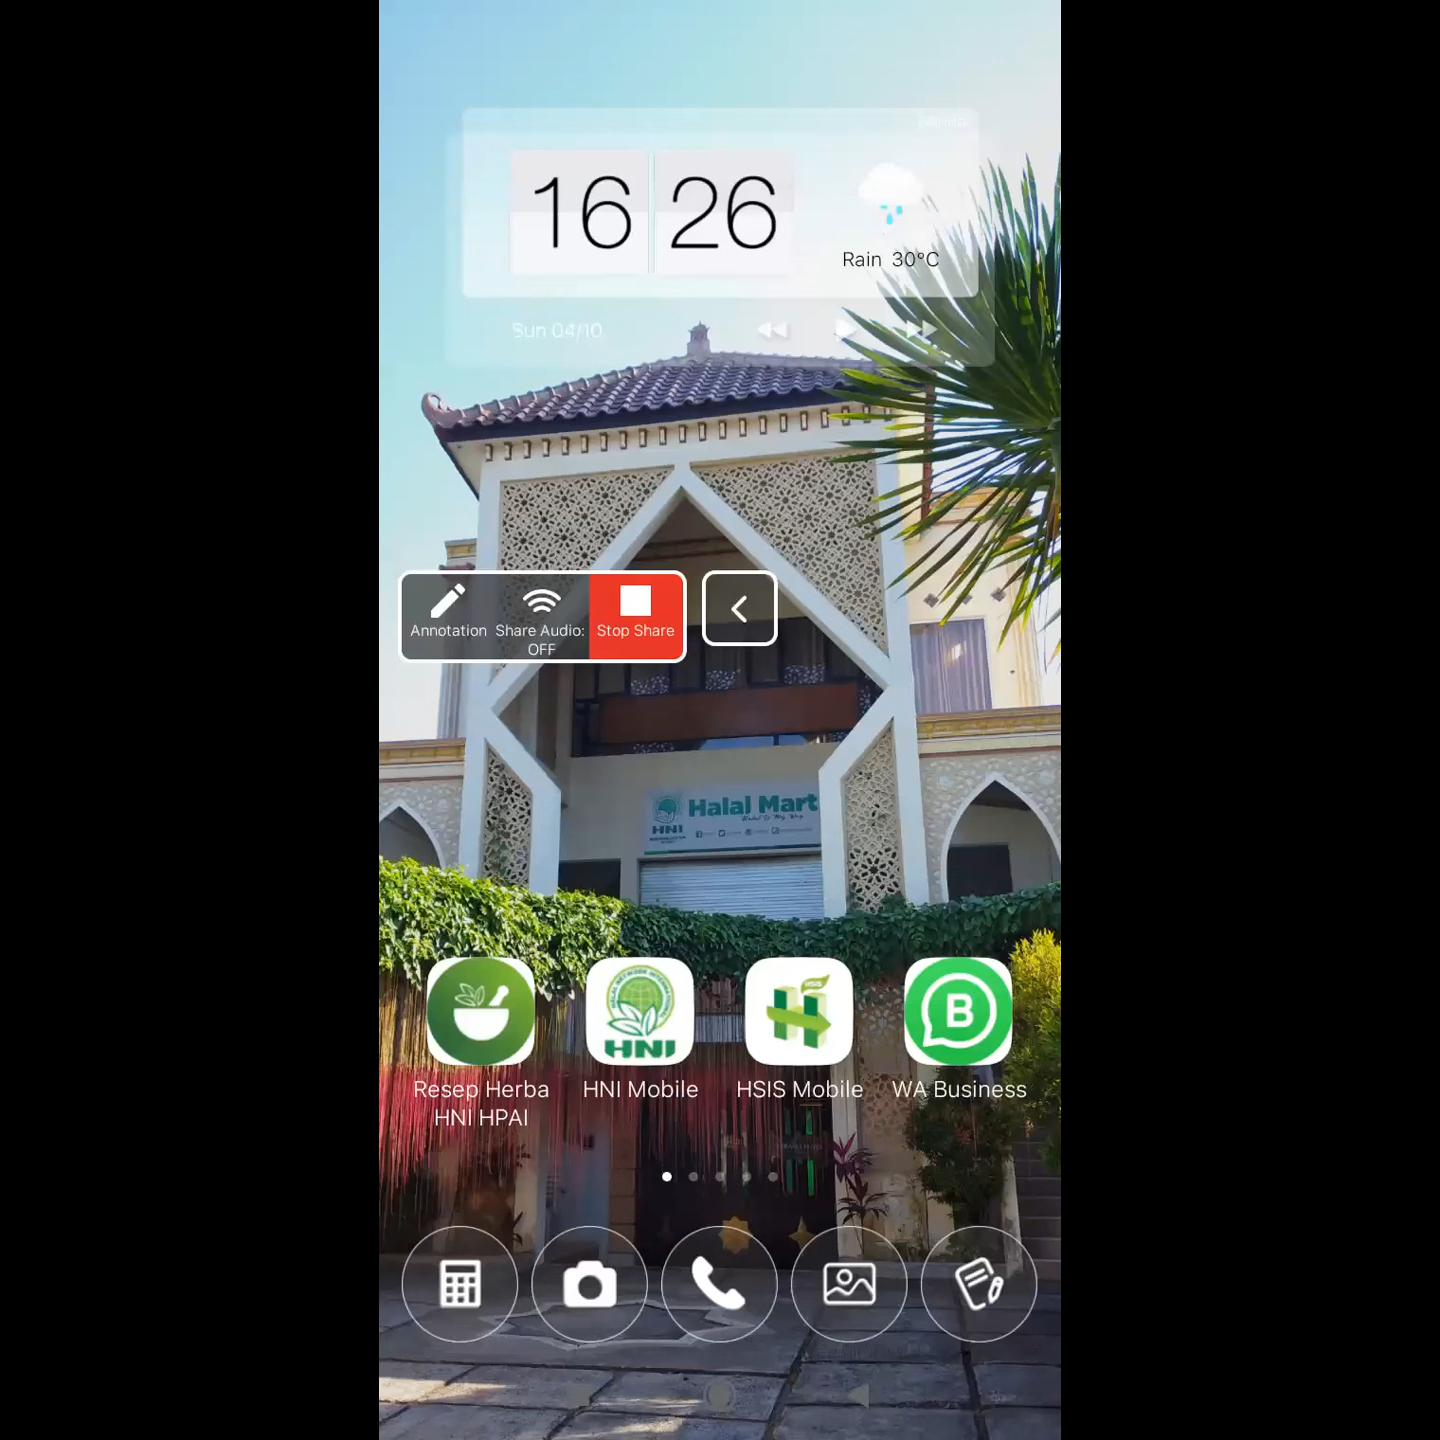 16 26
Rain 30°C
Sun 04/10
Annotation
Share Audio:
OFF
Stop Share
Halal Mart
HNI
HNI
HSIS
B
Resep Herba
HNI HPAI
HNI Mobile
HSIS Mobile
WA Business